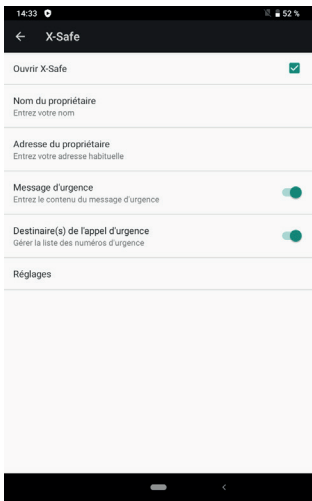 14:33 52 %
X-Safe
Ouvrir X-Safe
Nom du propriétaire
Entrez votre nom
Adresse du propriétaire
Entrez votre adresse habituelle
Message d'urgence
Entrez le contenu du message d'urgence
Destinaire(s) de l'appel d'urgence
Gérer la liste des numéros d'urgence
Réglages